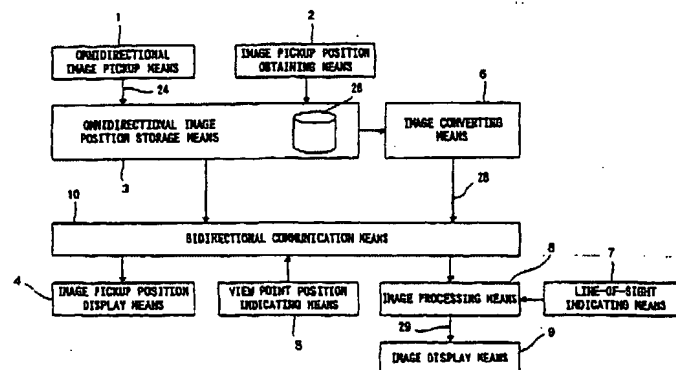 1
2
OMNIDIRECTIONAL
IMAGE PICKUP MEANS
IMAGE PICKUP POSITION
OBTAINING MEANS
24
26
6
OMNIDIRECTIONAL IMAGE
POSITION STORAGE MEANS
IMAGE CONVERTING
MEANS
3
28
10
BIDIRECTIONAL COMMUNICATION MEANS
8
7
4
IMAGE PICKUP POSITION
DISPLAY MEANS
VIEW POINT POSITION
INDICATING MEANS
IMAGE PROCESSING MEANS
LINE-OF-SIGHT
INDICATING MEANS
5
29
9
IMAGE DISPLAY MEANS